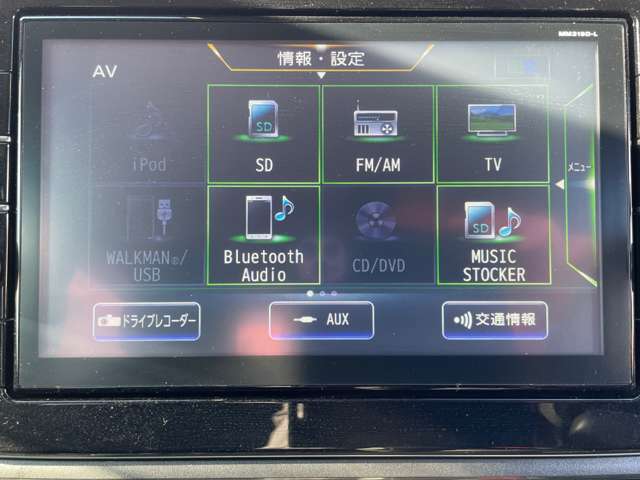 MM319D-L
情報・設定
AV
iPod
SD
FM/AM
TV
メニュー
WALKMAN®/
USB
Bluetooth
Audio
CD/DVD
SD
MUSIC
STOCKER
ドライブレコーダー
AUX
交通情報